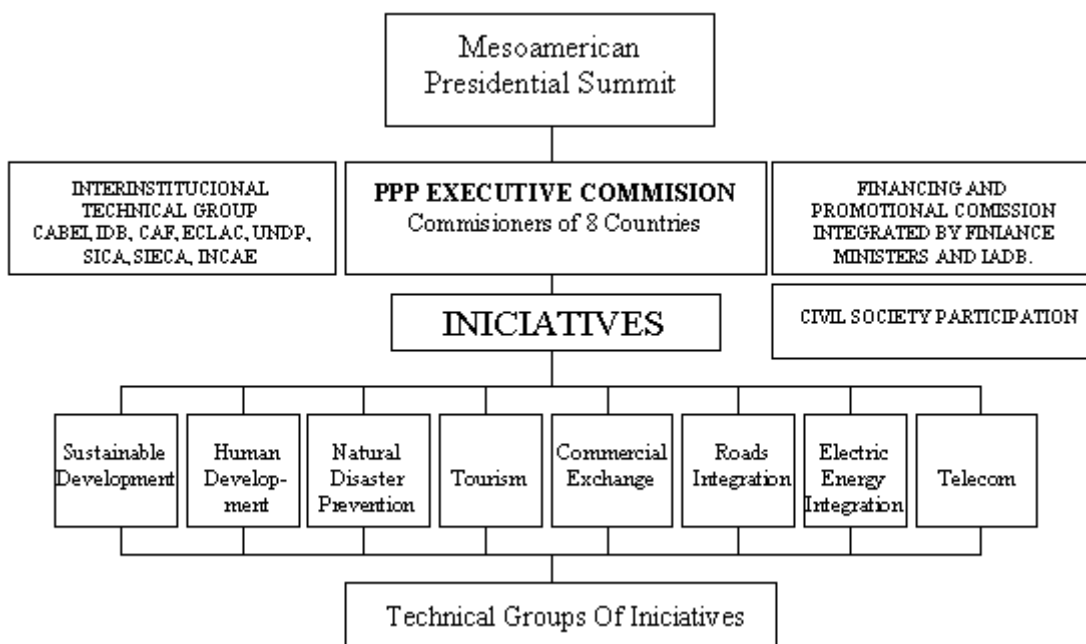 Mesoamerican
Presidential Summit
INTERINSTITUCIONAL
TECHNICAL GROUP
CABEI, IDB, CAF, ECLAC, UNDP,
SICA, SIECA, INCAE
PPP EXECUTIVE COMMISION
Commisioners of 8 Countries
FINANCING AND
PROMOTIONAL COMISSION
INTEGRATED BY FINIANCE
MINISTERS AND IADB.
INICIATIVES
CIVIL SOCIETY PARTICIPATION
Sustainable
Development
Human
Develop-
ment
Natural
Disaster
Prevention
Tourism
Commercial
Exchange
Roads
Integration
Electric
Energy
Integration
Telecom
Technical Groups Of Iniciatives